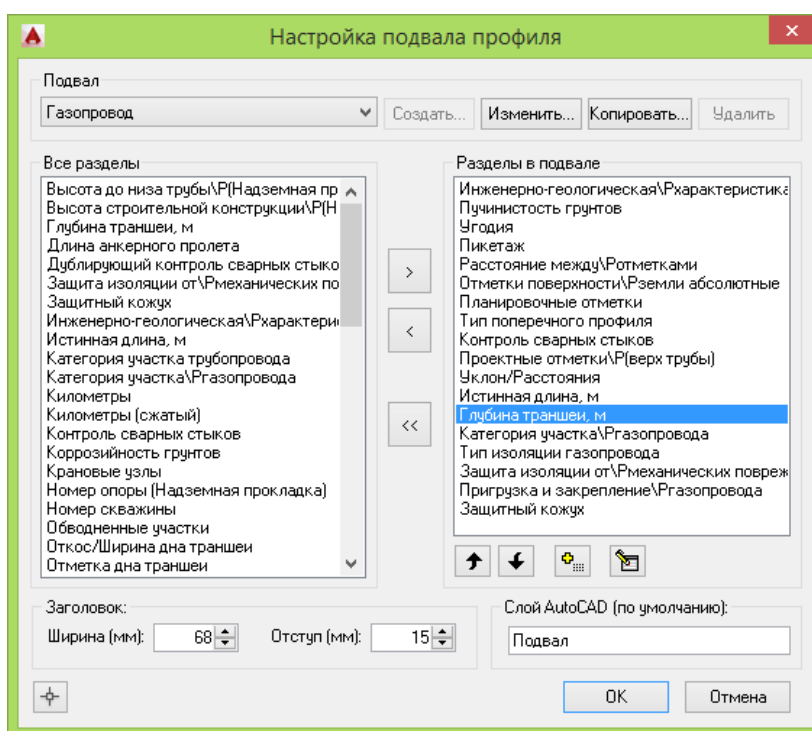 Настройка подвала профиля
Подвал
Газопровод
Создать... Изменить... Копировать... Удалить
Все разделы
Высота до низа трубы\P(Надземная пр
Высота строительной конструкции\P(Н
Глубина траншеи, м
Длина анкерного пролета
Дублирующий контроль сварных стыко
Защита изоляции от\Pмеханических по
Защитный кожух
Инженерно-геологическая\Pхарактери
Истинная длина, м
Категория участка трубопровода
Категория участка\Pгазопровода
Километры
Километры (сжатый)
Контроль сварных стыков
Коррозийность грунтов
Крановые узлы
Номер опоры (Надземная прокладка)
Номер скважины
Обводненные участки
Откос/Ширина дна траншеи
Отметка дна траншеи
>
<
<<
Разделы в подвале
Инженерно-геологическая\Pхарактеристика
Пучинистость грунтов
Угодия
Пикетаж
Расстояние между\Pотметками
Отметки поверхности\Pземли абсолютные
Планировочные отметки
Тип поперечного профиля
Контроль сварных стыков
Проектные отметки\P(верх трубы)
Уклон/Расстояния
Истинная длина, м
Глубина траншеи, м
Категория участка\Pгазопровода
Тип изоляции газопровода
Защита изоляции от\Pмеханических повреж
Пригрузка и закрепление\Pгазопровода
Защитный кожух
Заголовок:
Ширина (мм): 68 Отступ (мм): 15
Слой AutoCAD (по умолчанию):
Подвал
OK Отмена